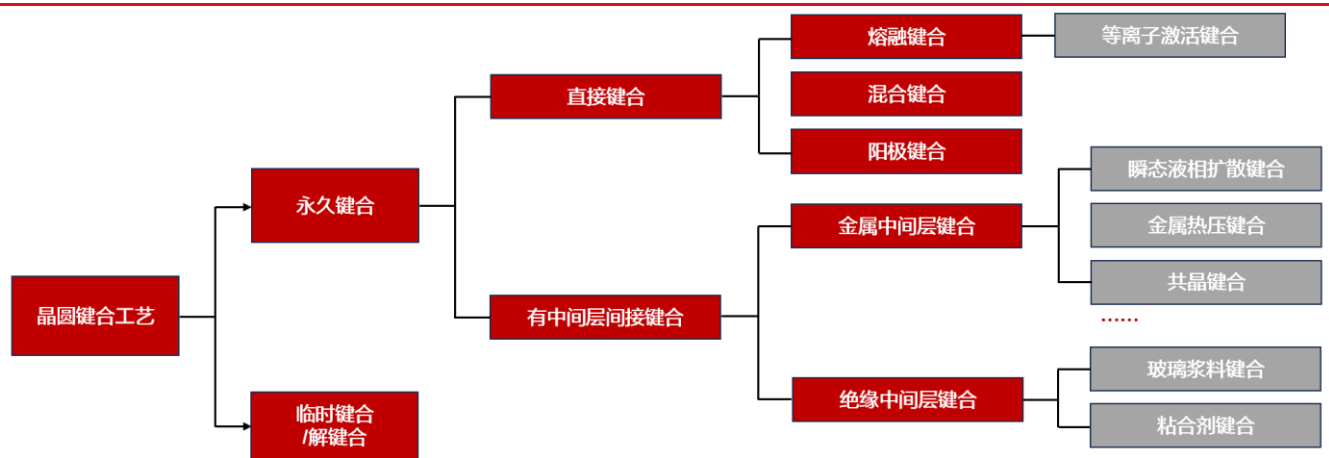 熔融键合
等离子激活键合
直接键合
混合键合
阳极键合
永久键合
瞬态液相扩散键合
金属中间层键合
金属热压键合
共晶键合
晶圆键合工艺
有中间层间接键合
……
玻璃浆料键合
绝缘中间层键合
临时键合
/解键合
粘合剂键合